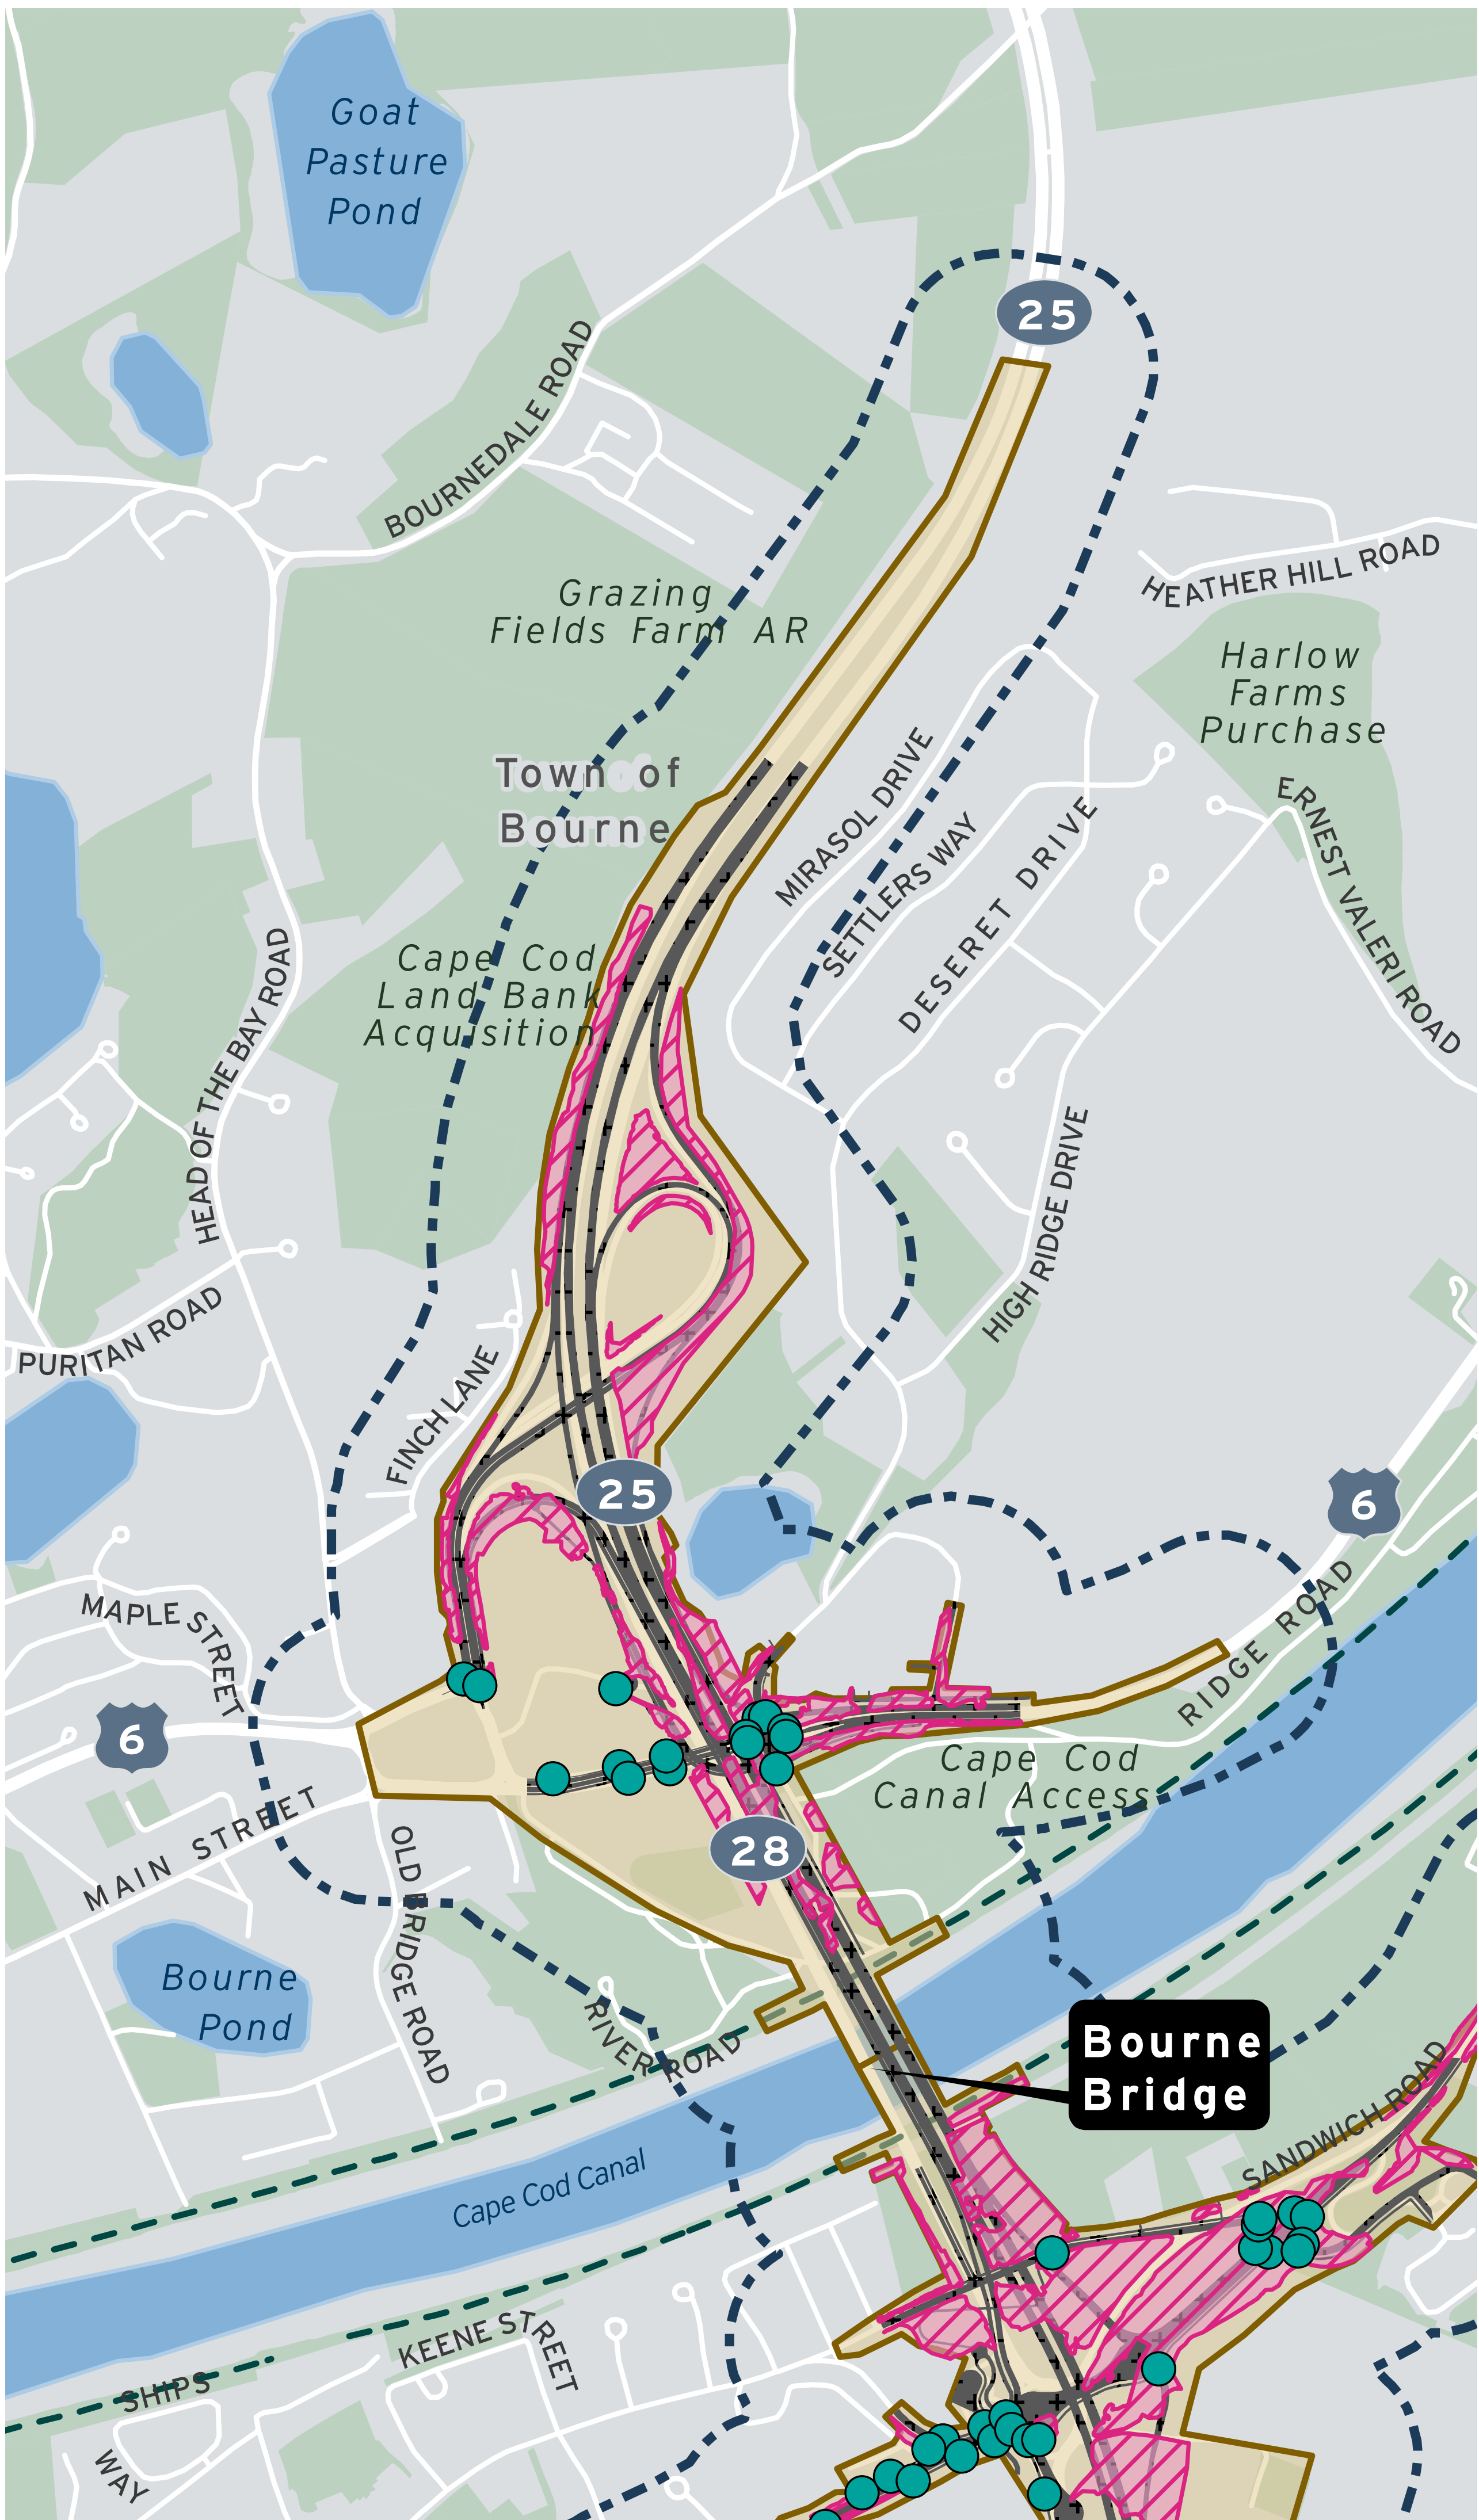 Goat
Pasture
Pond
25
BOURNEDALE ROAD
HEATHER HILL ROAD
Grazing
Fields Farm AR
Harlow
Farms
Purchase
Town of
Bourne
MIRASOL DRIVE
SETTLERS WAY
DESERET DRIVE
ERNEST VALERI ROAD
Cape Cod
Land Bank
Acquisition
HEAD OF THE BAY ROAD
HIGH RIDGE DRIVE
PURITAN ROAD
FINCH LANE
25
6
MAPLE STREET
RIDGE ROAD
6
Cape Cod
Canal Access
MAIN STREET
OLD BRIDGE ROAD
28
Bourne
Pond
RIVER ROAD
Bourne
Bridge
SANDWICH ROAD
Cape Cod Canal
KEENE STREET
SHIPS
WAY